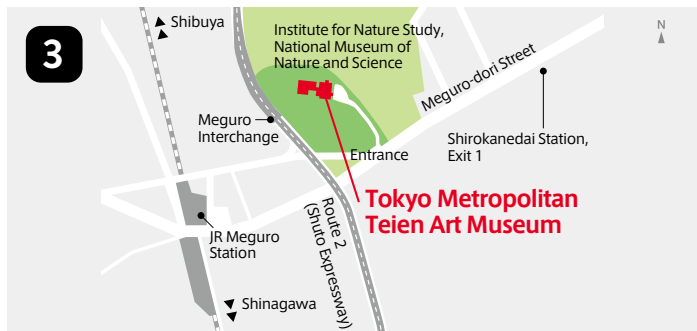 3
Shibuya
Institute for Nature Study,
National Museum of
Nature and Science
N
Meguro-dori Street
Meguro
Interchange
Shirokanedai Station,
Exit 1
Entrance
Tokyo Metropolitan
Teien Art Museum
Route 2
(Shuto Expressway)
JR Meguro
Station
Shinagawa